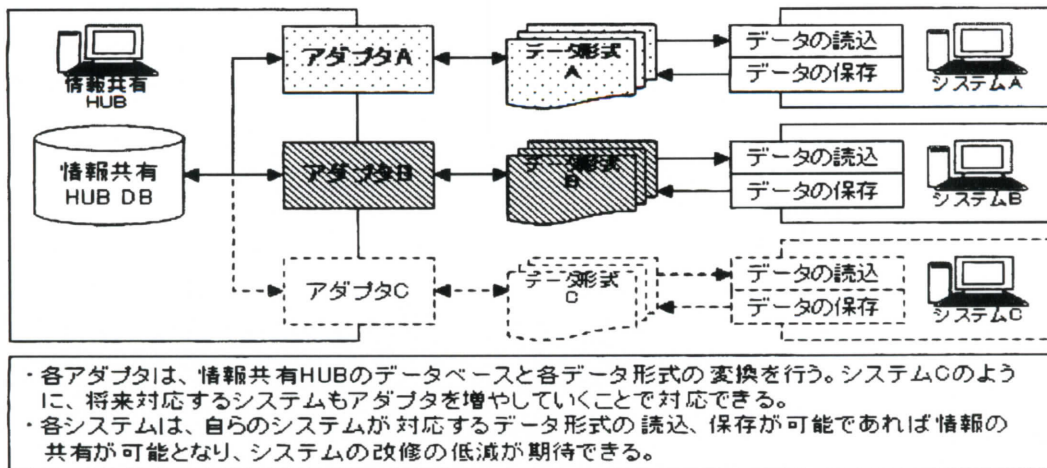 情報共有
HUB
情報共有
HUB DB
アダプタA
データ形式
A
データの読込
データの保存
システムA
アダプタB
データ形式
B
データの読込
データの保存
システムB
アダプタC
データ形式
C
データの読込
データの保存
システムC
・各アダプタは、情報共有HUBのデータベースと各データ形式の変換を行う。システムCのよう
に、将来対応するシステムもアダプタを増やしていくことで対応できる。
・各システムは、自らのシステムが対応するデータ形式の読込、保存が可能であれば情報の
共有が可能となり、システムの改修の低減が期待できる。